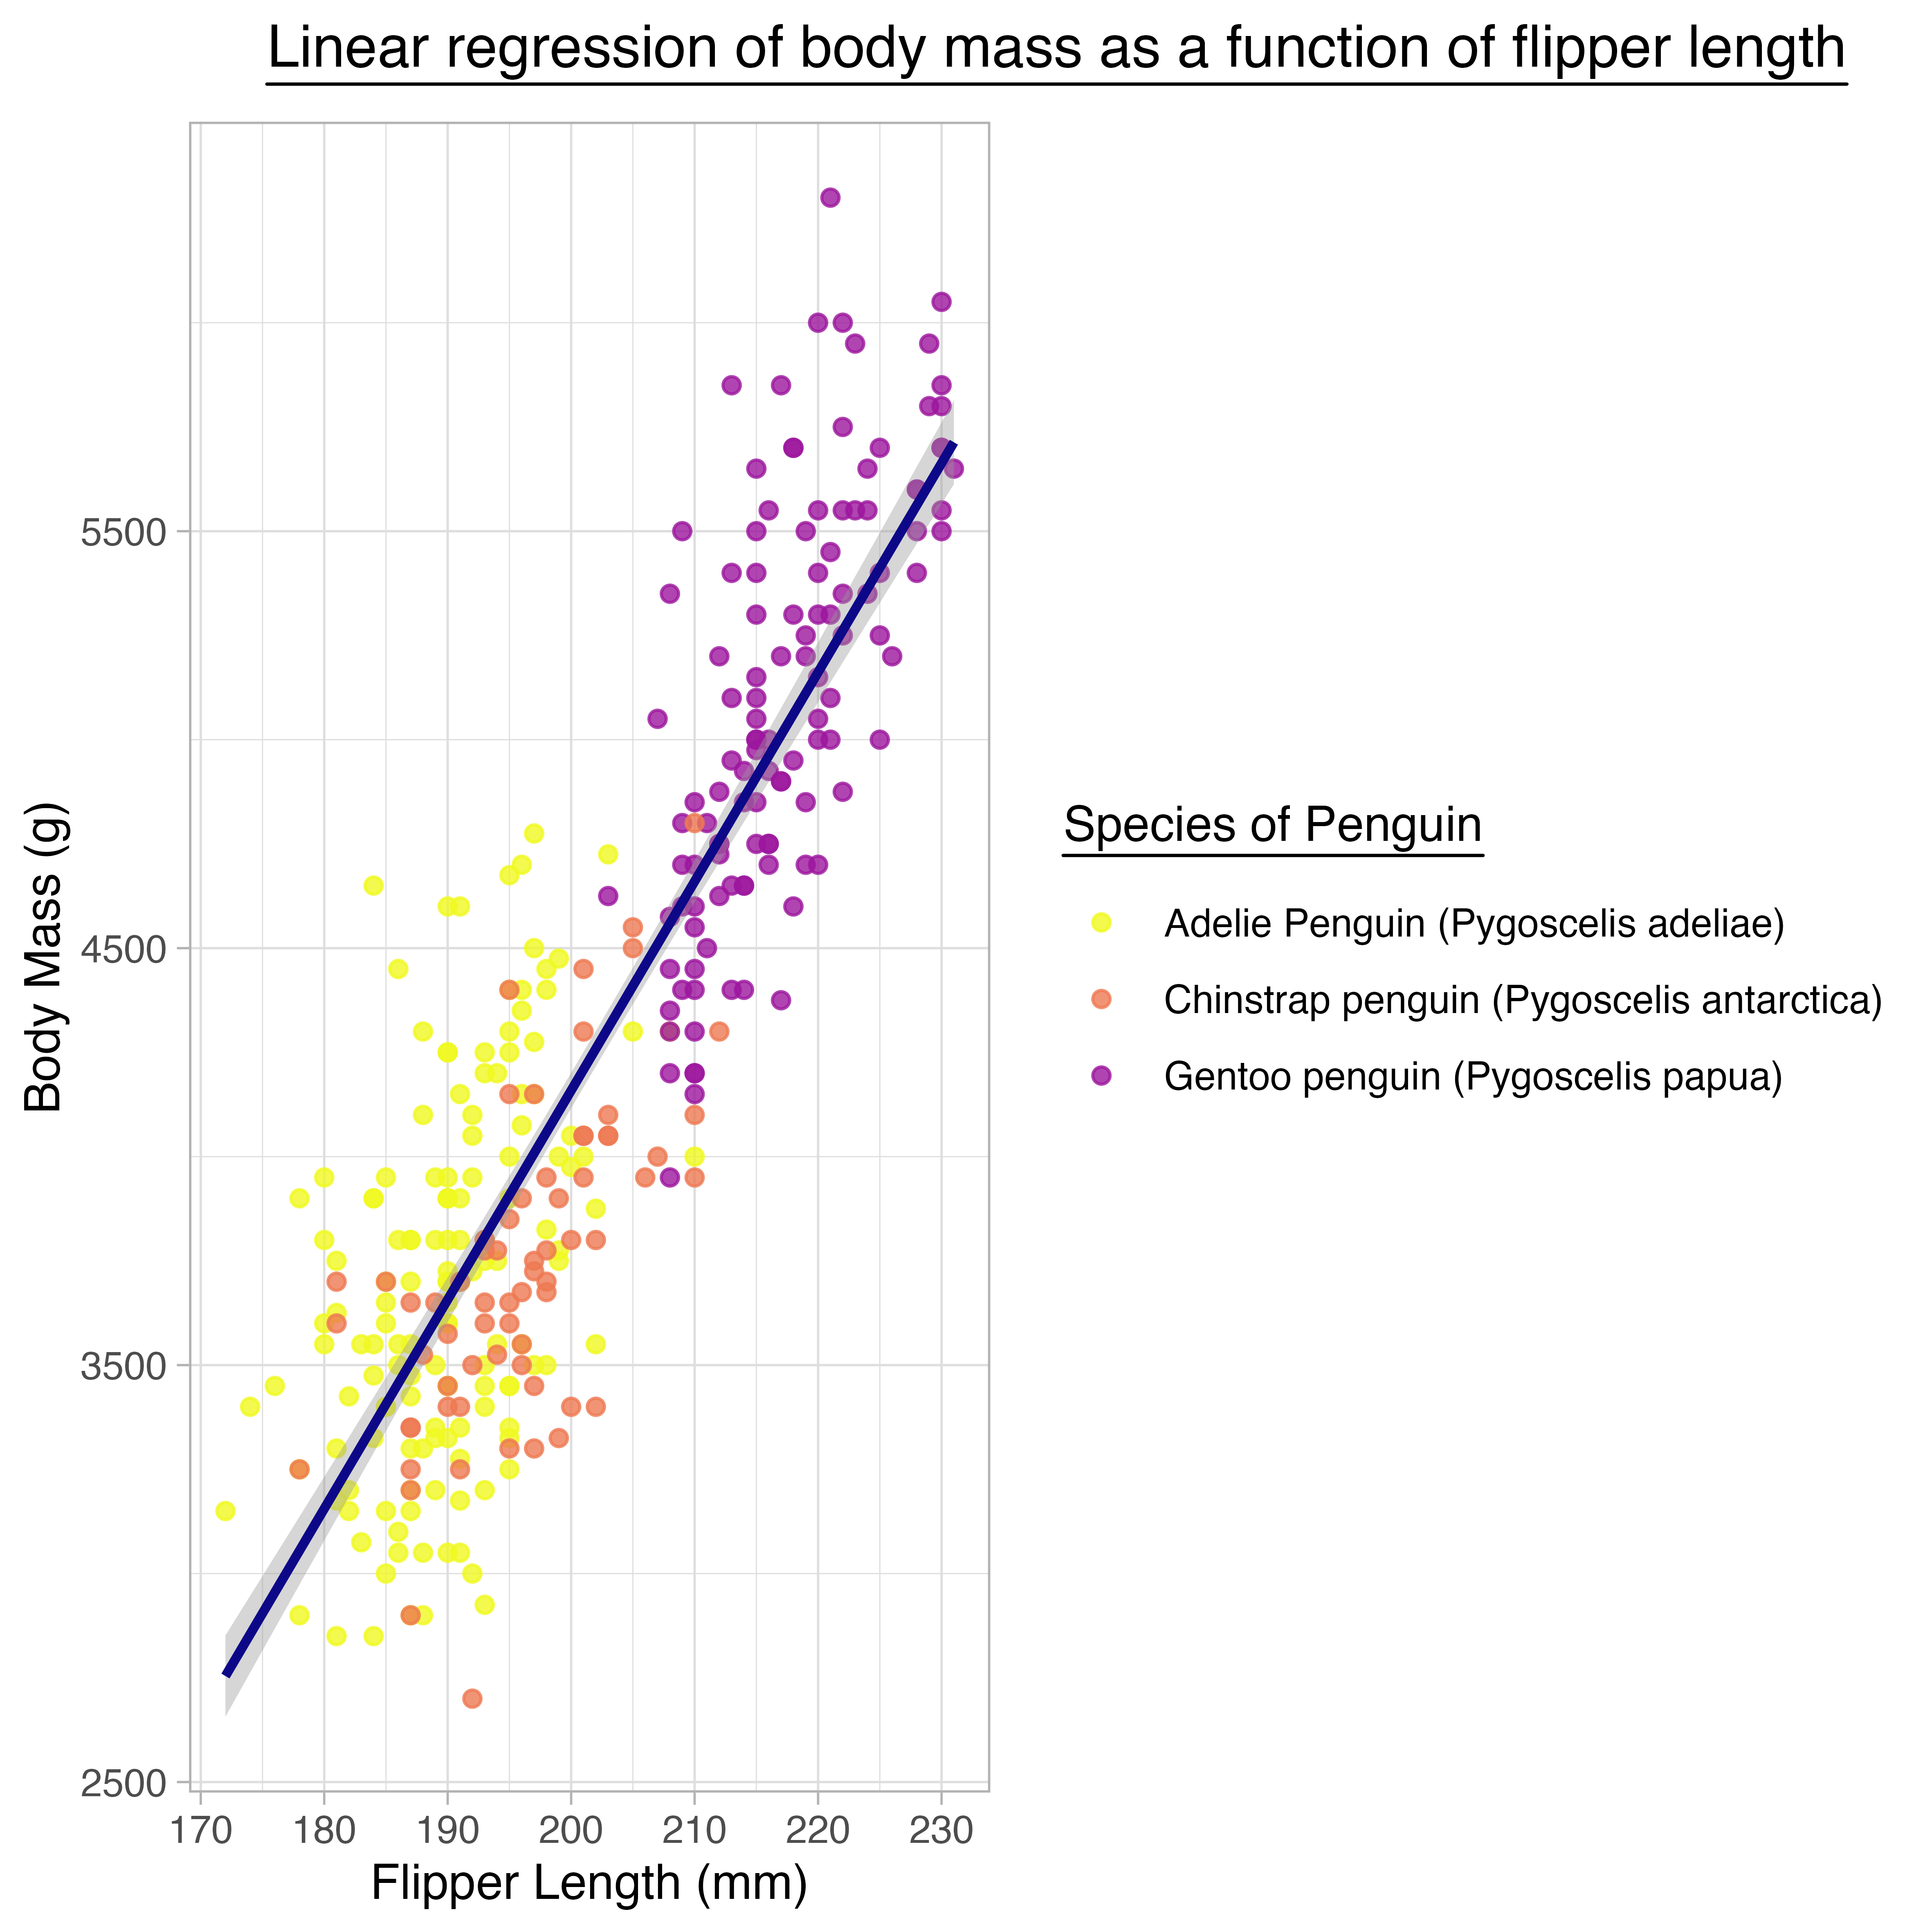 Linear regression of body mass as a function of flipper length
Body Mass (g)
5500
4500
3500
2500
170 180 190 200 210 220 230
Flipper Length (mm)
Species of Penguin
Adelie Penguin (Pygoscelis adeliae)
Chinstrap penguin (Pygoscelis antarctica)
Gentoo penguin (Pygoscelis papua)